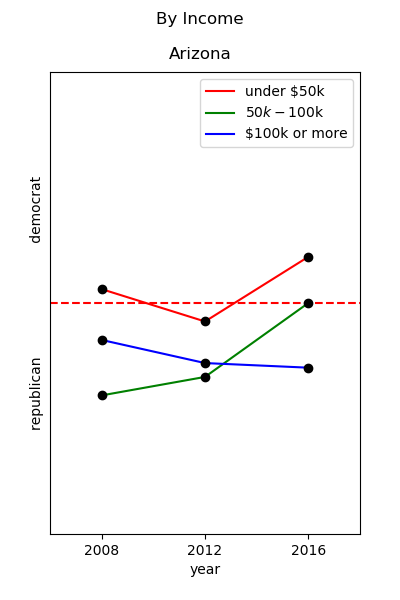 By Income
Arizona
under $50k
50k − 100k
$100k or more
democrat
republican
2008 2012 2016
year